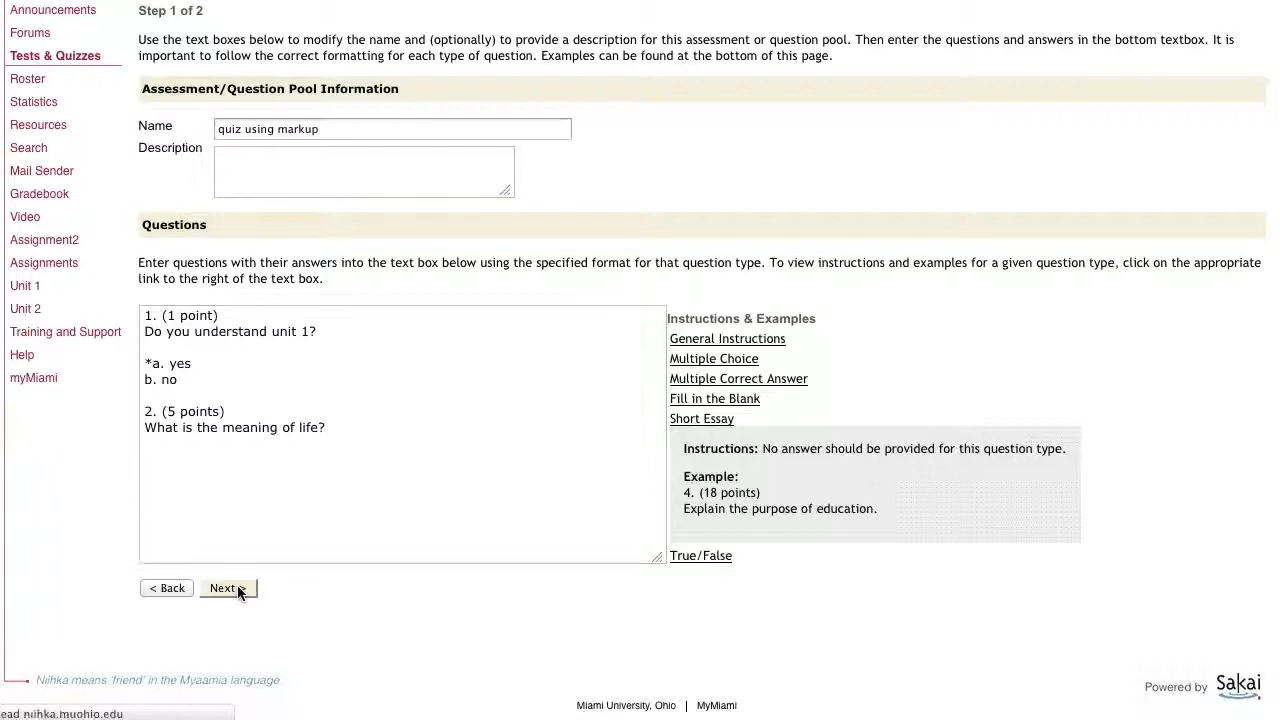 Announcements
Forums
Tests & Quizzes
Roster
Statistics
Resources
Search
Mail Sender
Gradebook
Video
Assignment2
Assignments
Unit 1
Unit 2
Training and Support
Help
myMiami
Step 1 of 2
Use the text boxes below to modify the name and (optionally) to provide a description for this assessment or question pool. Then enter the questions and answers in the bottom textbox. It is
important to follow the correct formatting for each type of question. Examples can be found at the bottom of this page.
Assessment/Question Pool Information
Name
quiz using markup
Description
Questions
Enter questions with their answers into the text box below using the specified format for that question type. To view instructions and examples for a given question type, click on the appropriate
link to the right of the text box.
1. (1 point)
Do you understand unit 1?
*a. yes
b. no
2. (5 points)
What is the meaning of life?
Instructions & Examples
General Instructions
Multiple Choice
Multiple Correct Answer
Fill in the Blank
Short Essay
Instructions: No answer should be provided for this question type.
Example:
4. (18 points)
Explain the purpose of education.
True/False
< Back
Next >
Niihka means 'friend' in the Myaamia language
Powered by Sakai
Miami University, Ohio | MyMiami
ead niihka.muohio.edu